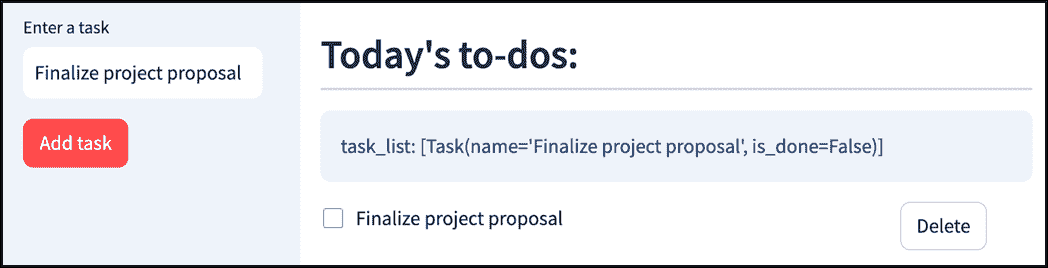 Enter a task
Finalize project proposal
Add task
Today's to-dos:
task_list: [Task(name='Finalize project proposal', is_done=False)]
Finalize project proposal
Delete